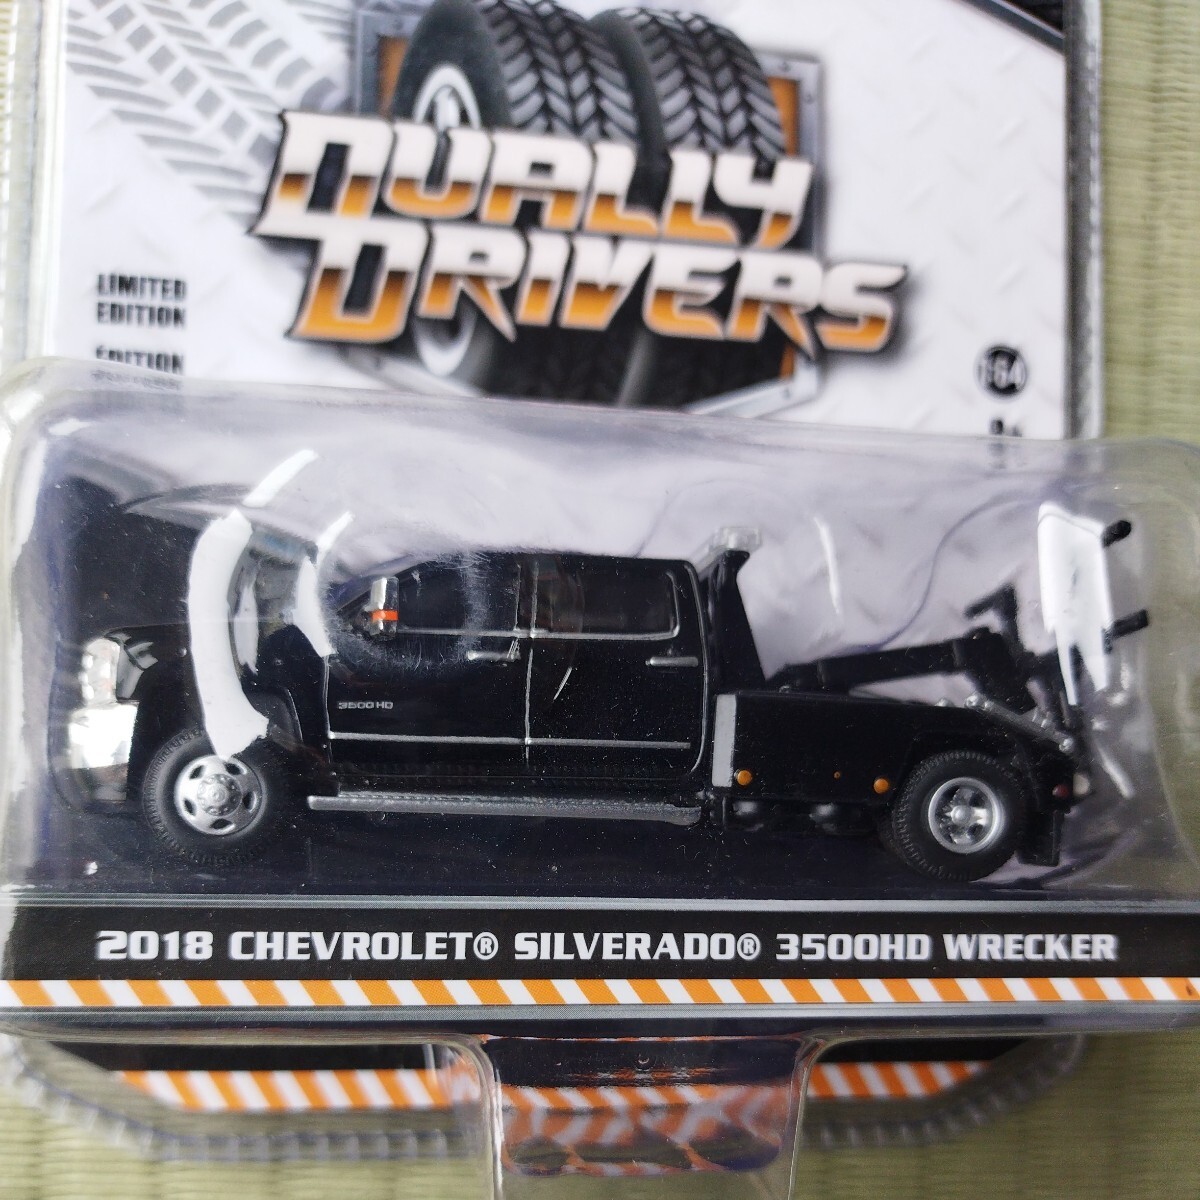 DUALLY
DRIVERS
LIMITED
EDITION
ÉDITION
1:64
3500 HD
2018 CHEVROLET® SILVERADO® 3500HD WRECKER